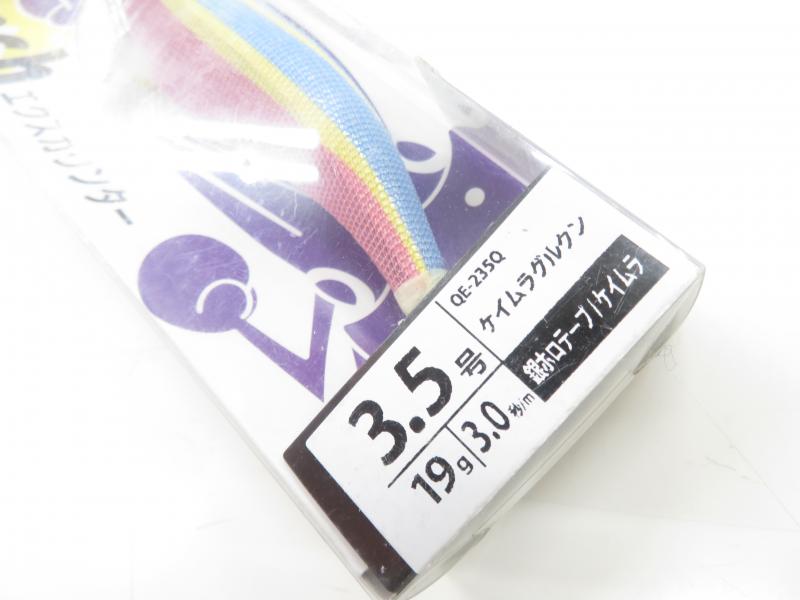 ch
エクスカウンター
QE-235Q
ケイムラグルクン
3.5号
銀ホロテープ/ケイムラ
19g
3.0秒/m